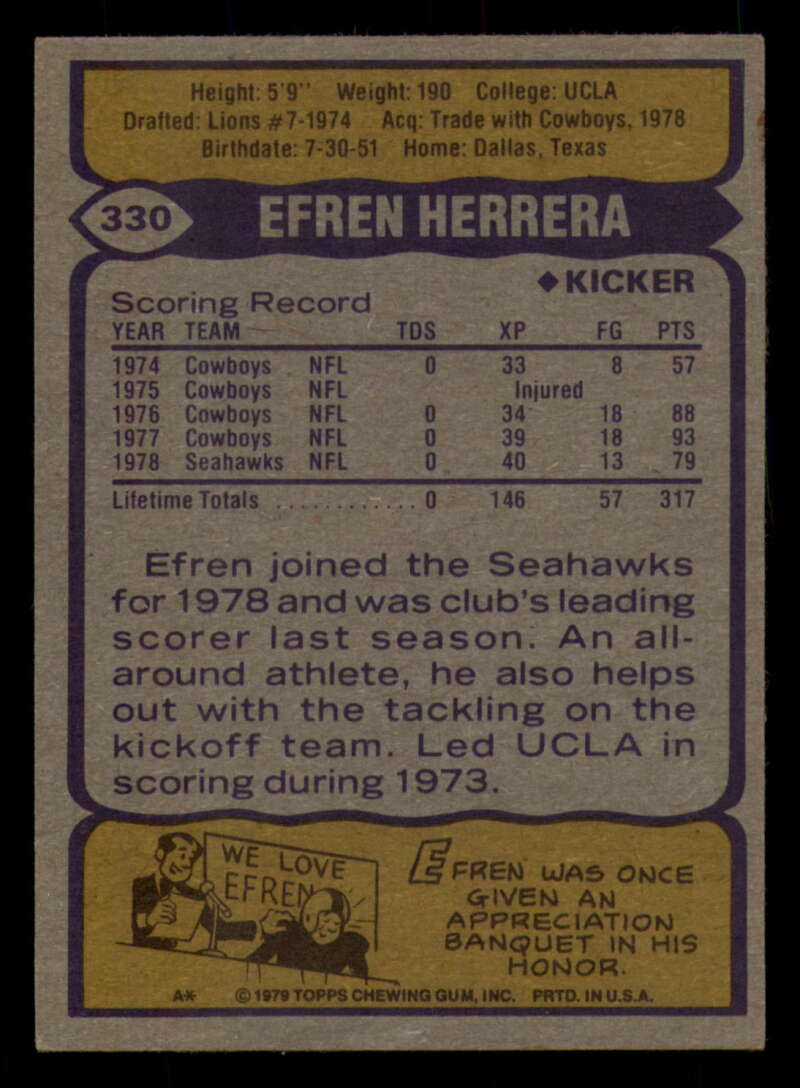 Height: 5'9" Weight: 190 College: UCLA
Drafted: Lions #7-1974 Acq: Trade with Cowboys, 1978
Birthdate: 7-30-51 Home: Dallas, Texas
330 EFREN HERRERA
◆KICKER
Scoring Record
YEAR TEAM TDS XP FG PTS
1974 Cowboys NFL 0 33 8 57
1975 Cowboys NFL Injured
1976 Cowboys NFL 0 34 18 88
1977 Cowboys NFL 0 39 18 93
1978 Seahawks NFL 0 40 13 79
Lifetime Totals ............. 0 146 57 317
Efren joined the Seahawks
for 1978 and was club's leading
scorer last season. An all-
around athlete, he also helps
out with the tackling on the
kickoff team. Led UCLA in
scoring during 1973.
WE LOVE
EFREN
EFREN WAS ONCE
GIVEN AN
APPRECIATION
BANQUET IN HIS
HONOR.
A* © 1979 TOPPS CHEWING GUM, INC. PRTD. IN U.S.A.